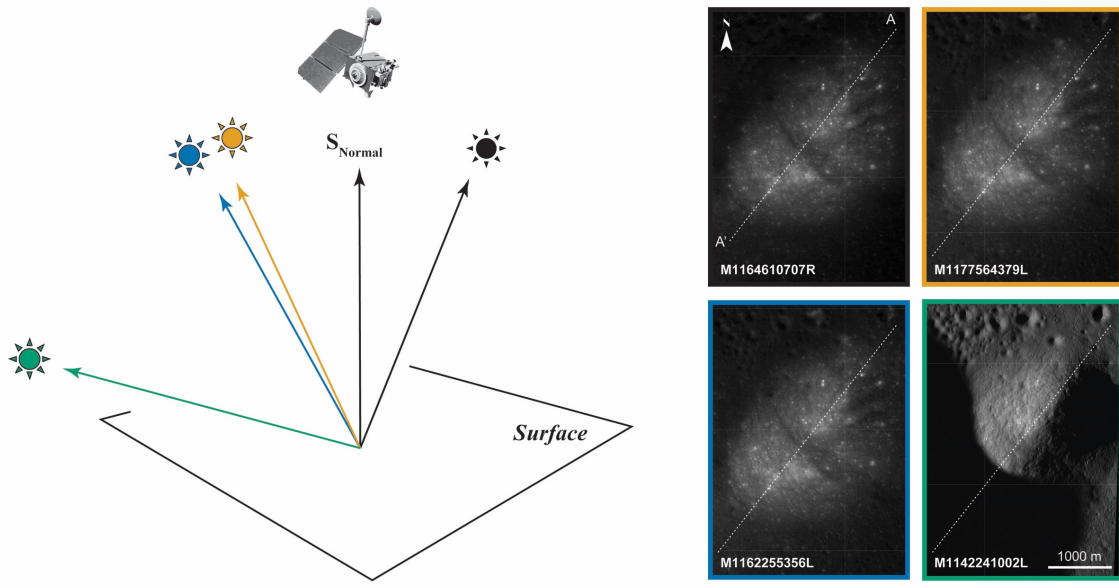 S Normal
Surface
N
A
A'
M1164610707R
M1177564379L
M1162255356L
M1142241002L
1000 m